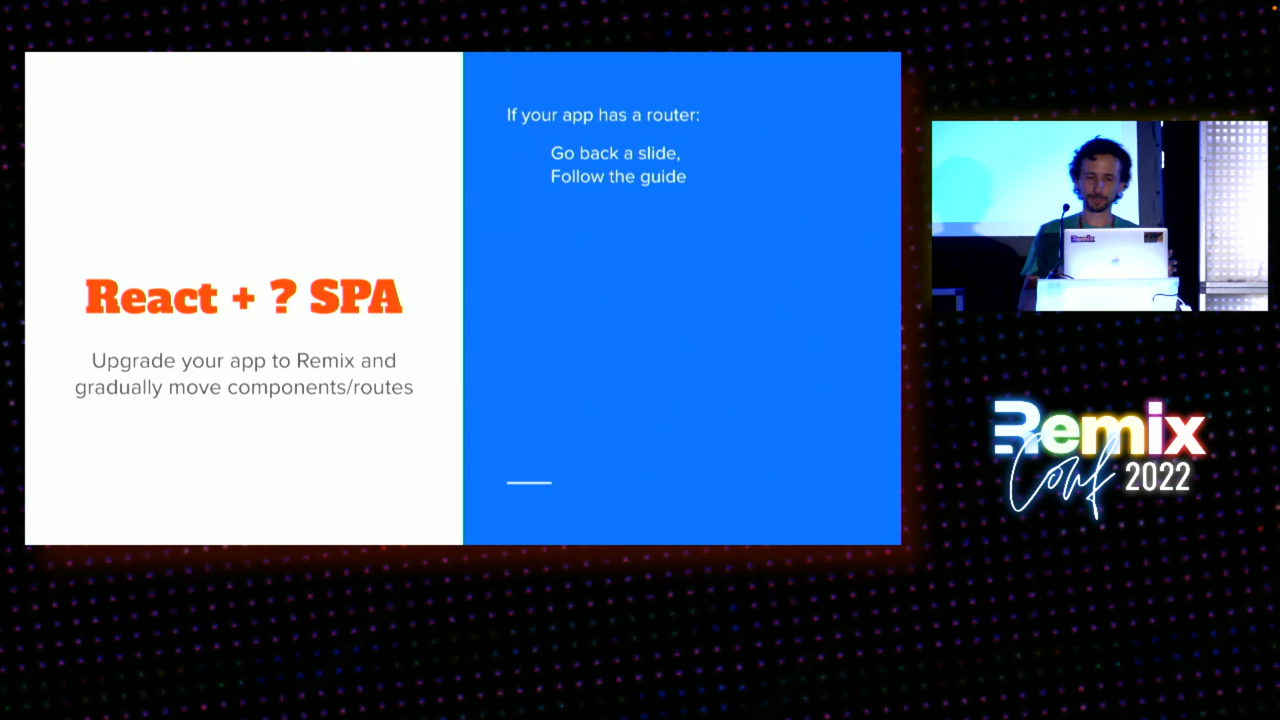 React + ? SPA
Upgrade your app to Remix and
gradually move components/routes
If your app has a router:
Go back a slide,
Follow the guide
Remix
Remix
Conf 2022